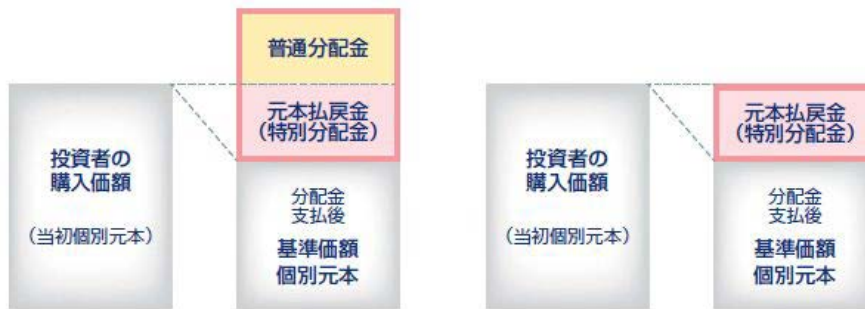 普通分配金
元本払戻金
（特別分配金）
投資者の
購入価額
（当初個別元本）
分配金
支払後
基準価額
個別元本
元本払戻金
（特別分配金）
投資者の
購入価額
（当初個別元本）
分配金
支払後
基準価額
個別元本